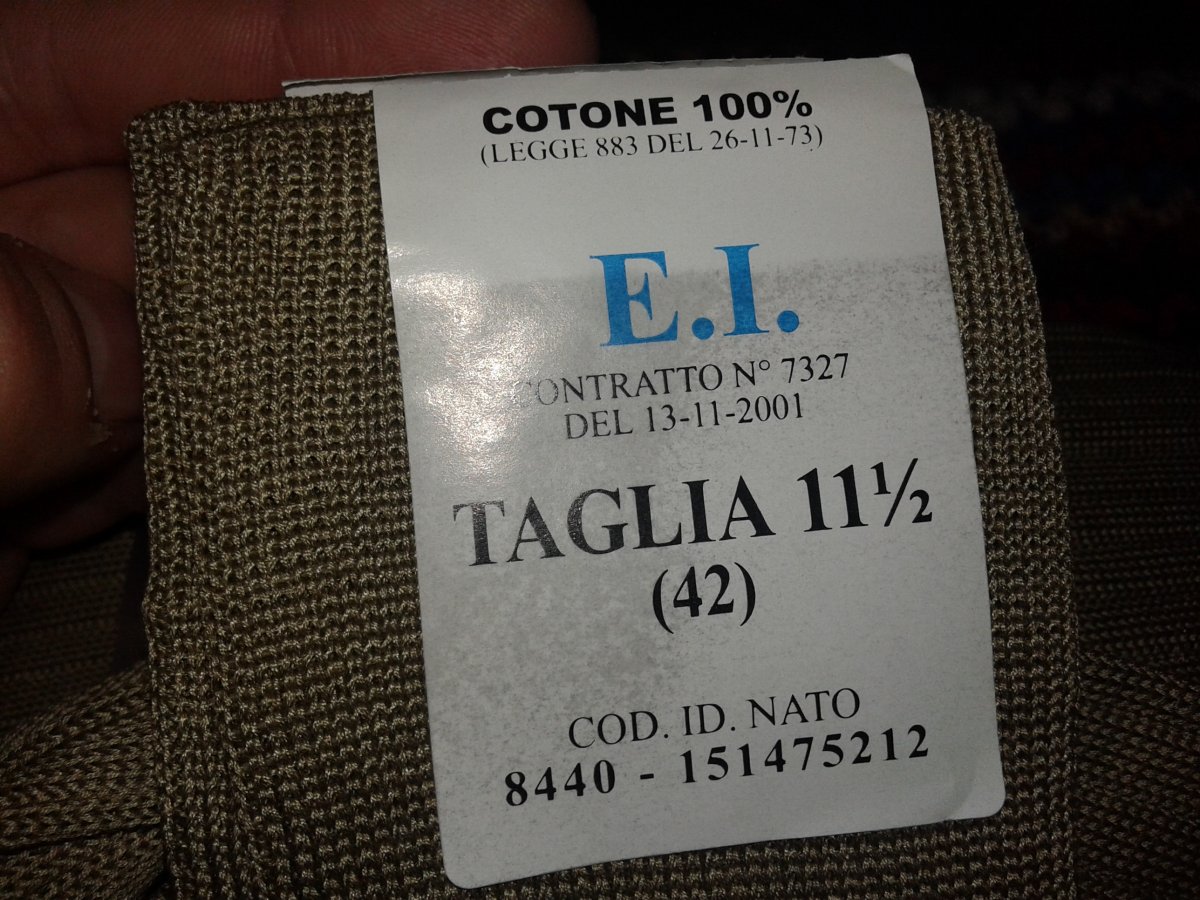 COTONE 100%
(LEGGE 883 DEL 26-11-73)
E.I.
CONTRATTO N° 7327
DEL 13-11-2001
TAGLIA 11½
(42)
COD. ID. NATO
8440 - 151475212